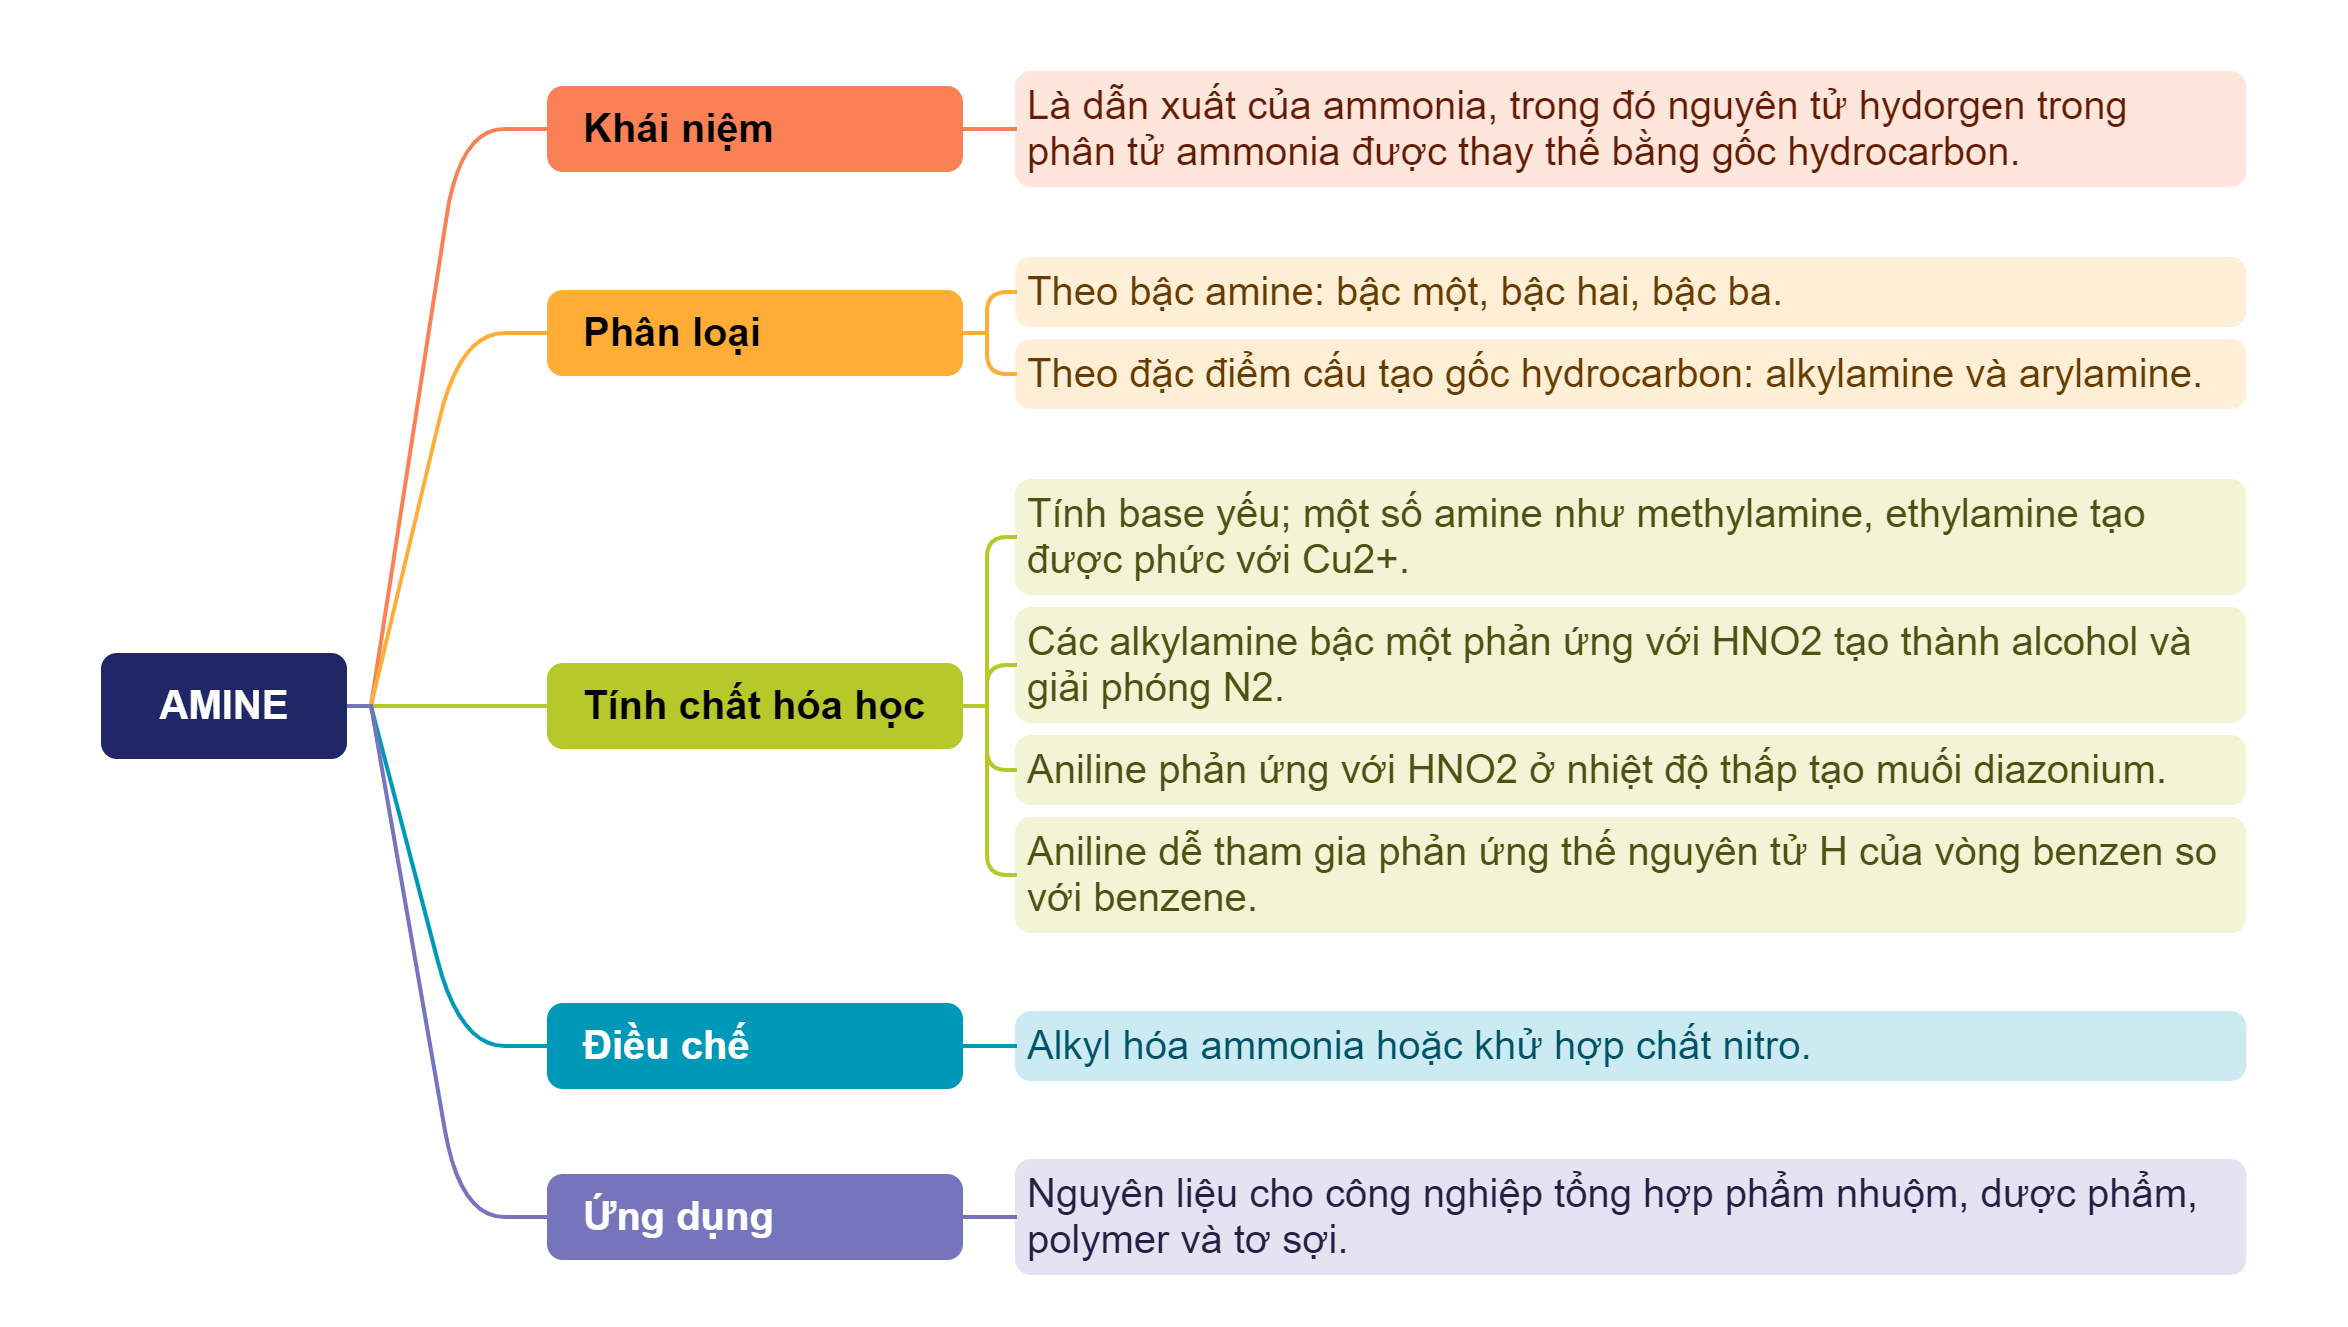 Khái niệm
Là dẫn xuất của ammonia, trong đó nguyên tử hydorgen trong
phân tử ammonia được thay thế bằng gốc hydrocarbon.
Phân loại
Theo bậc amine: bậc một, bậc hai, bậc ba.
Theo đặc điểm cấu tạo gốc hydrocarbon: alkylamine và arylamine.
AMINE
Tính chất hóa học
Tính base yếu; một số amine như methylamine, ethylamine tạo
được phức với Cu2+.
Các alkylamine bậc một phản ứng với HNO2 tạo thành alcohol và
giải phóng N2.
Aniline phản ứng với HNO2 ở nhiệt độ thấp tạo muối diazonium.
Aniline dễ tham gia phản ứng thế nguyên tử H của vòng benzen so
với benzene.
Điều chế
Alkyl hóa ammonia hoặc khử hợp chất nitro.
Ứng dụng
Nguyên liệu cho công nghiệp tổng hợp phẩm nhuộm, dược phẩm,
polymer và tơ sợi.